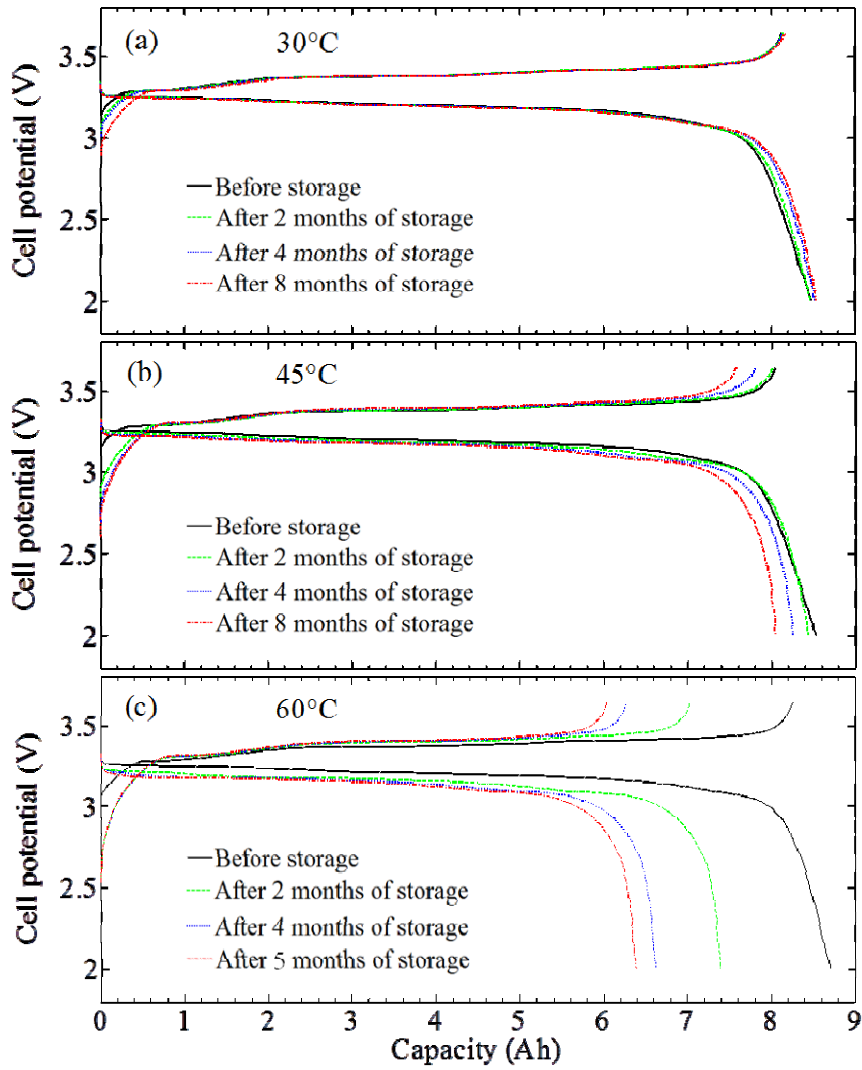 (a) 30°C
3.5
3
2.5
2
Cell potential (V)
Before storage
After 2 months of storage
After 4 months of storage
After 8 months of storage
(b) 45°C
3.5
3
2.5
2
Cell potential (V)
Before storage
After 2 months of storage
After 4 months of storage
After 8 months of storage
(c) 60°C
3.5
3
2.5
2
Cell potential (V)
Before storage
After 2 months of storage
After 4 months of storage
After 5 months of storage
0 1 2 3 4 5 6 7 8 9
Capacity (Ah)